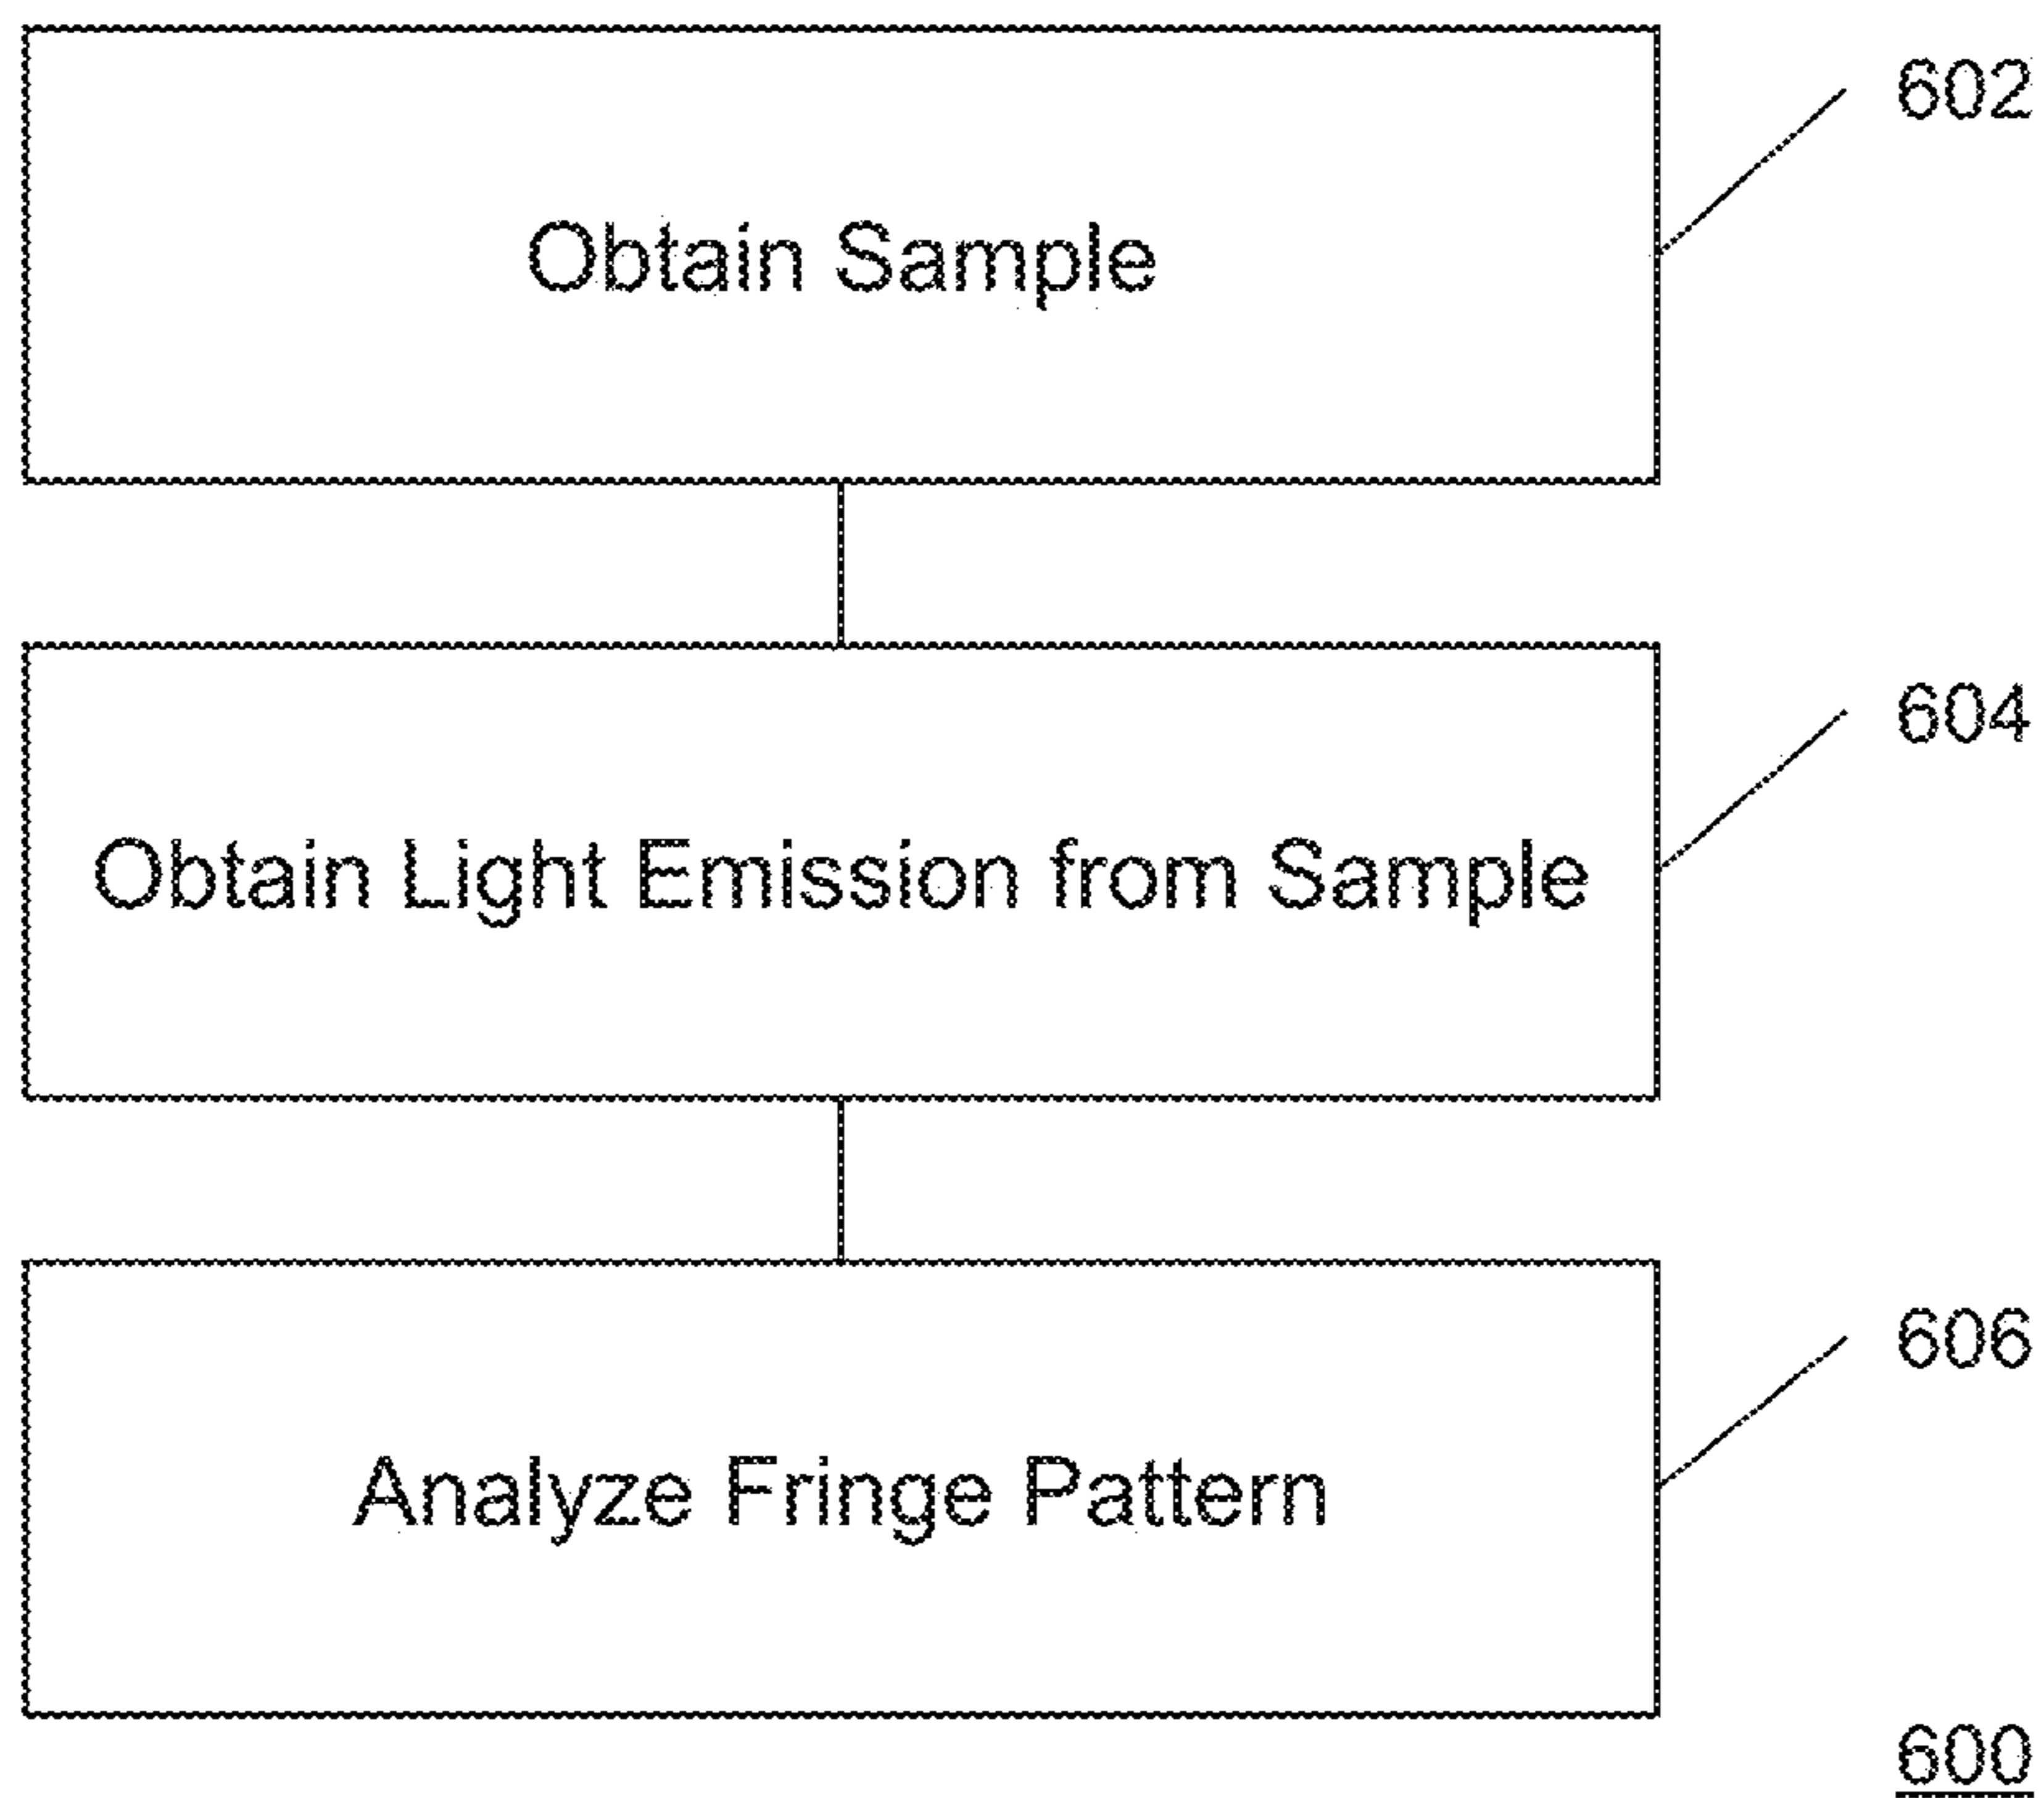 602
Obtain Sample
604
Obtain Light Emission from Sample
606
Analyze Fringe Pattern
600